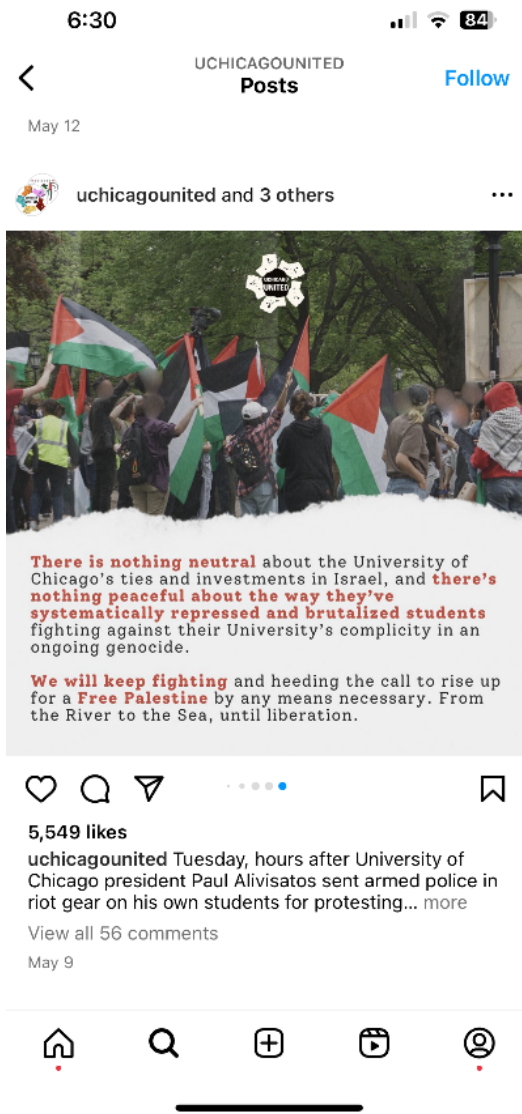 6:30
84
UCHICAGOUNITED
Posts
Follow
May 12
uchicagounited and 3 others
UCHICAGO
UNITED
There is nothing neutral about the University of
Chicago's ties and investments in Israel, and there's
nothing peaceful about the way they've
systematically repressed and brutalized students
fighting against their University's complicity in an
ongoing genocide.
We will keep fighting and heeding the call to rise up
for a Free Palestine by any means necessary. From
the River to the Sea, until liberation.
5,549 likes
uchicagounited Tuesday, hours after University of
Chicago president Paul Alivisatos sent armed police in
riot gear on his own students for protesting... more
View all 56 comments
May 9